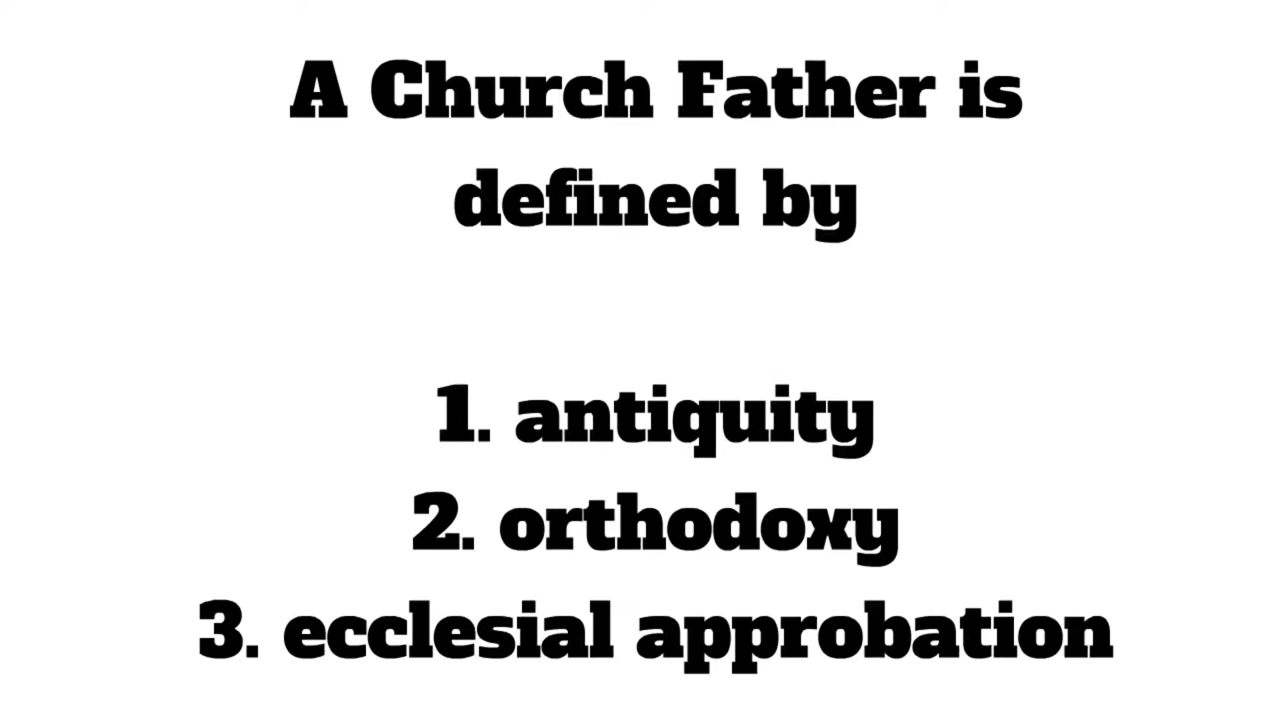 A Church Father is
defined by
1. antiquity
2. orthodoxy
3. ecclesial approbation